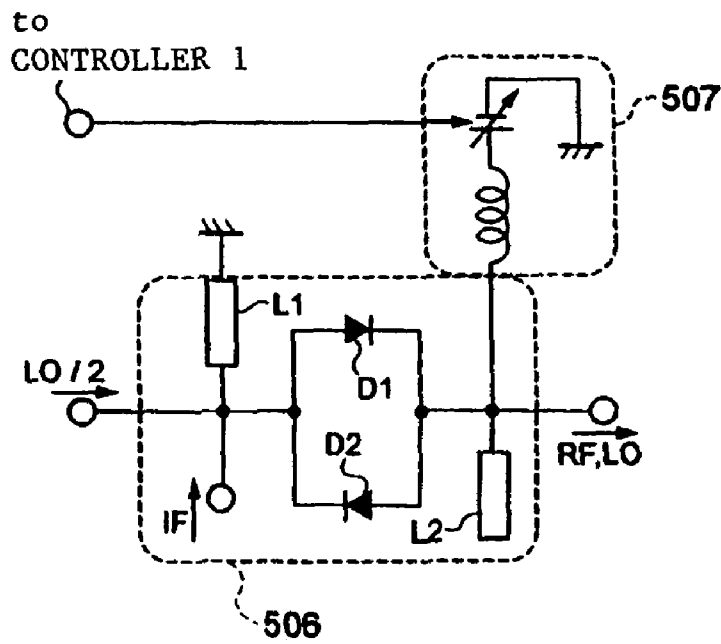 to
CONTROLLER 1
507
L1
LO/2
D1
D2
RF,LO
IF
L2
506